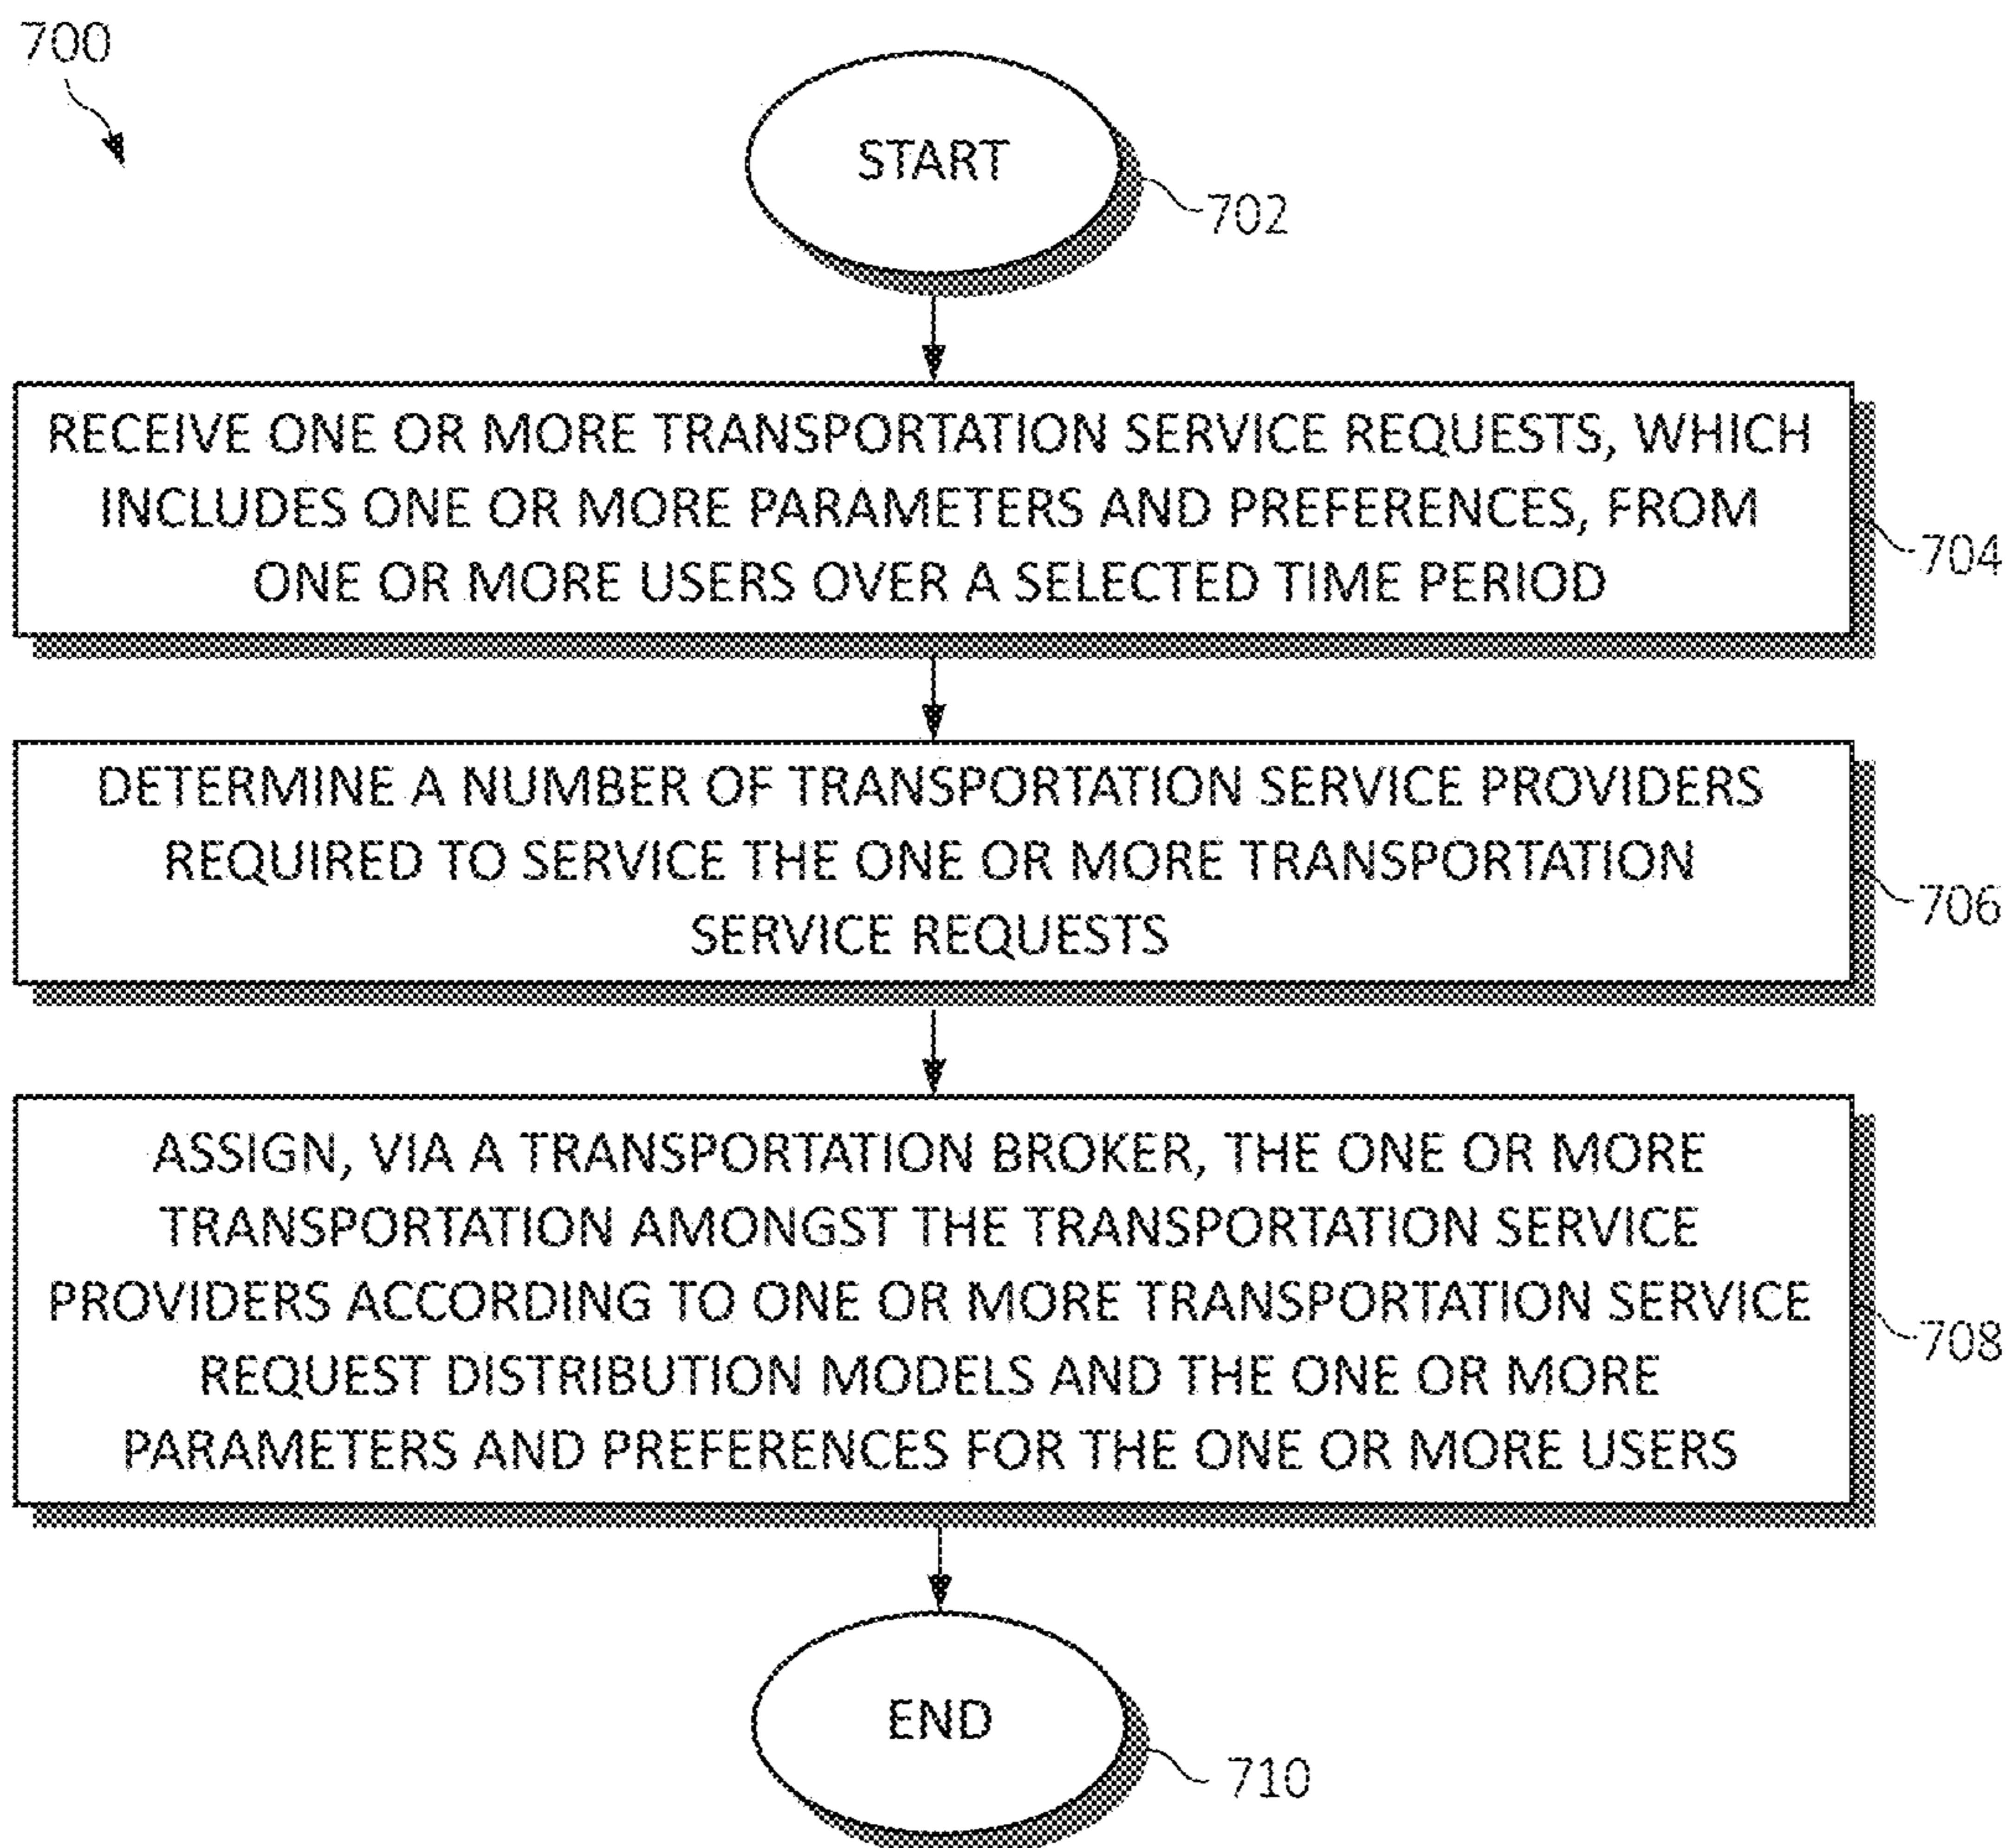 700
START
702
RECEIVE ONE OR MORE TRANSPORTATION SERVICE REQUESTS, WHICH
INCLUDES ONE OR MORE PARAMETERS AND PREFERENCES, FROM
ONE OR MORE USERS OVER A SELECTED TIME PERIOD
704
DETERMINE A NUMBER OF TRANSPORTATION SERVICE PROVIDERS
REQUIRED TO SERVICE THE ONE OR MORE TRANSPORTATION
SERVICE REQUESTS
706
ASSIGN, VIA A TRANSPORTATION BROKER, THE ONE OR MORE
TRANSPORTATION AMONGST THE TRANSPORTATION SERVICE
PROVIDERS ACCORDING TO ONE OR MORE TRANSPORTATION SERVICE
REQUEST DISTRIBUTION MODELS AND THE ONE OR MORE
PARAMETERS AND PREFERENCES FOR THE ONE OR MORE USERS
708
END
710